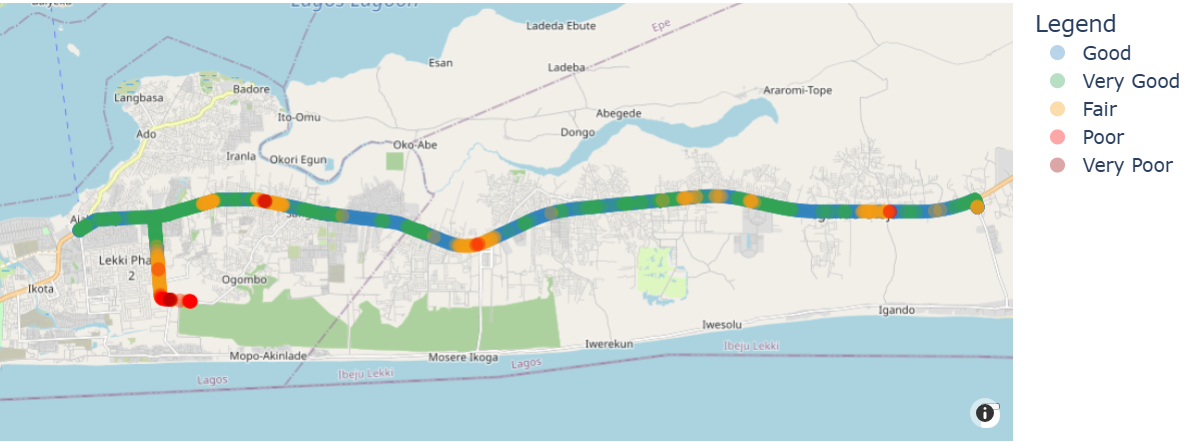 Lagos Lagoon
Ladeda Ebute
Epe
Esan
Ladeba
Badore
Langbasa
Araromi-Tope
Ito-Omu
Abegede
Ado
Dongo
Oko-Abe
Iranla
Okori Egun
Lekki Pha
2
Ogombo
Ikota
Igando
Iwesolu
Iwerekun
Ibeju Lekki
Mopo-Akinlade
Mosere Ikoga
Lagos
Ibeju Lekki
Lagos
Legend
Good
Very Good
Fair
Poor
Very Poor